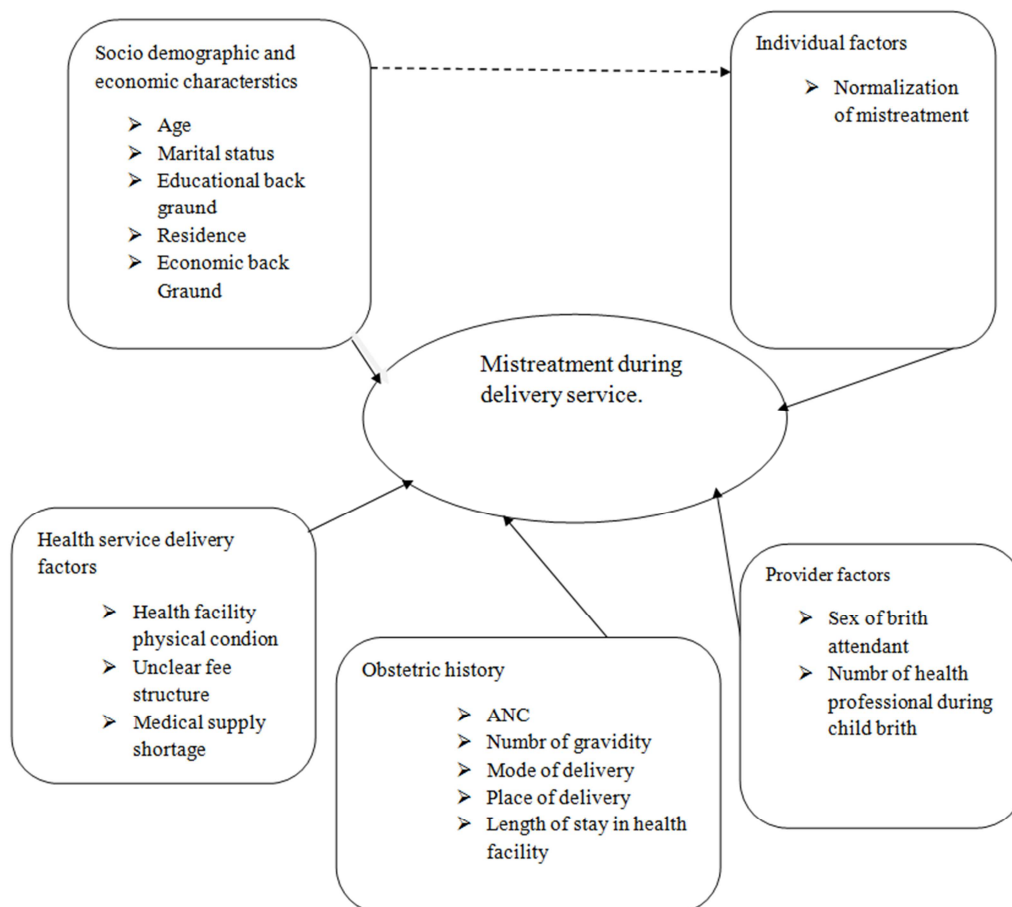 Socio demographic and
economic characterstics
➢ Age
➢ Marital status
➢ Educational back
graund
➢ Residence
➢ Economic back
Graund
Individual factors
➢ Normalization
of mistreatment
Mistreatment during
delivery service.
Health service delivery
factors
➢ Health facility
physical condion
➢ Unclear fee
structure
➢ Medical supply
shortage
Obstetric history
➢ ANC
➢ Numbr of gravidity
➢ Mode of delivery
➢ Place of delivery
➢ Length of stay in health
facility
Provider factors
➢ Sex of brith
attendant
➢ Numbr of health
professional during
child brith